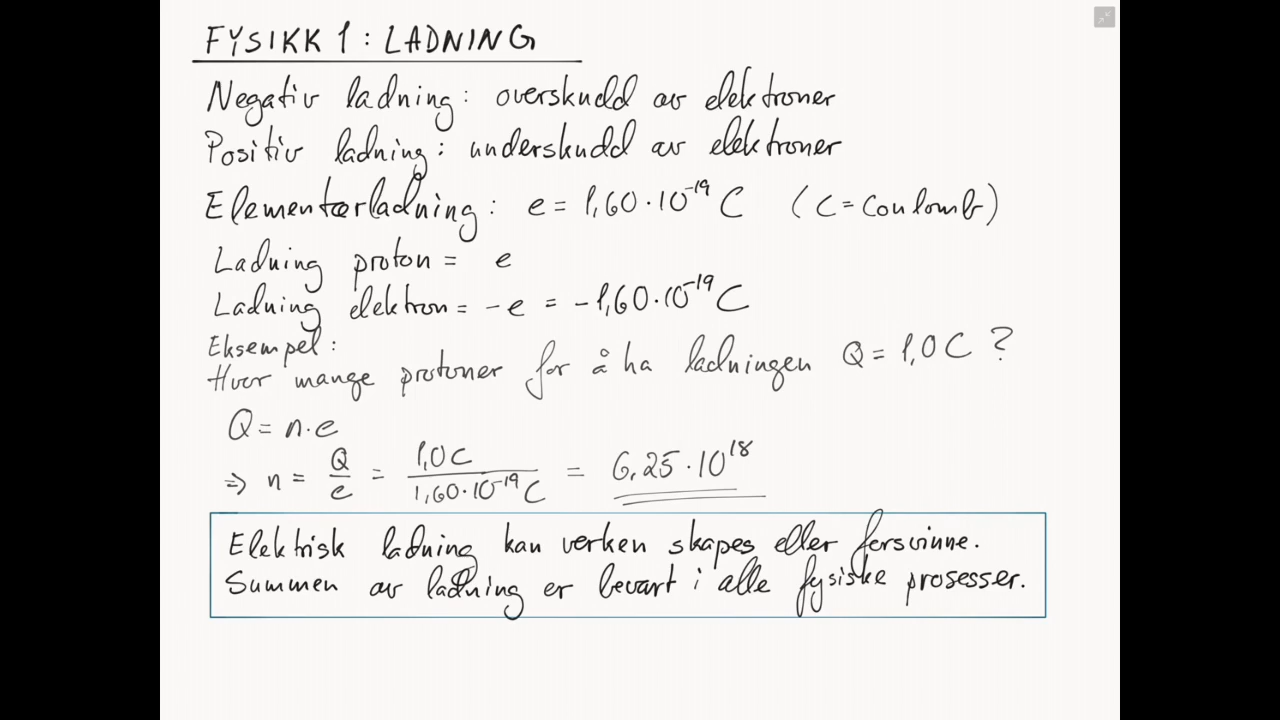 FYSIKK 1: LADNING
Negativ ladning: overskudd av elektroner
Positiv ladning: underskudd av elektroner
Elementærladning: e = 1,60·10⁻¹⁹ C (C = Coulomb)
Ladning proton = e
Ladning elektron = -e = -1,60·10⁻¹⁹ C
Eksempel:
Hvor mange protoner for å ha ladningen Q = 1,0 C ?
Q = n·e
⇒ n = Q/e = 1,0 C / 1,60·10⁻¹⁹ C = 6,25·10¹⁸
Elektrisk ladning kan verken skapes eller forsvinne.
Summen av ladning er bevart i alle fysiske prosesser.